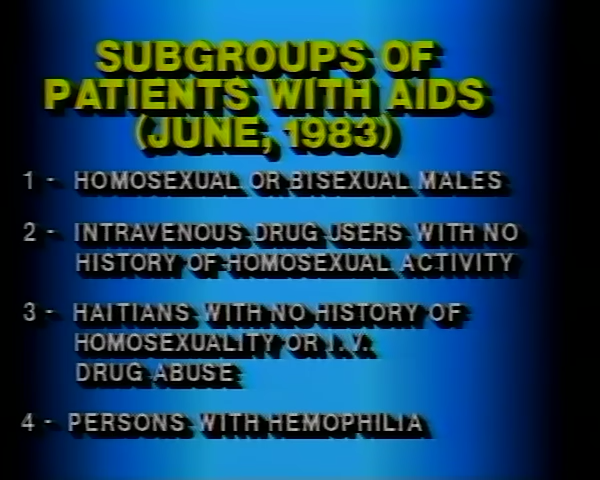 SUBGROUPS OF
PATIENTS WITH AIDS
(JUNE, 1983)
1 - HOMOSEXUAL OR BISEXUAL MALES
2 - INTRAVENOUS DRUG USERS WITH NO
HISTORY OF HOMOSEXUAL ACTIVITY
3 - HAITIANS WITH NO HISTORY OF
HOMOSEXUALITY OR I.V.
DRUG ABUSE
4 - PERSONS WITH HEMOPHILIA